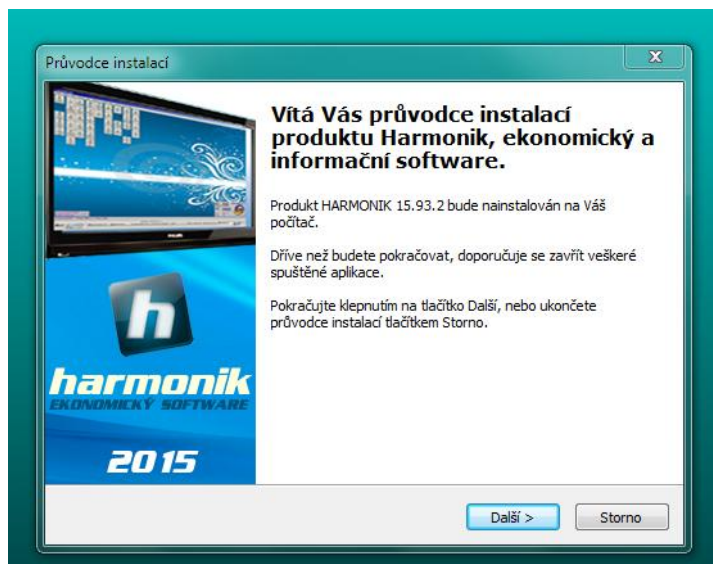 Průvodce instalací
Vítá Vás průvodce instalací
produktu Harmonik, ekonomický a
informační software.
Produkt HARMONIK 15.93.2 bude nainstalován na Váš
počítač.
Dříve než budete pokračovat, doporučuje se zavřít veškeré
spuštěné aplikace.
Pokračujte klepnutím na tlačítko Další, nebo ukončete
průvodce instalací tlačítkem Storno.
h
harmonik
EKONOMICKÝ SOFTWARE
2015
Další >
Storno